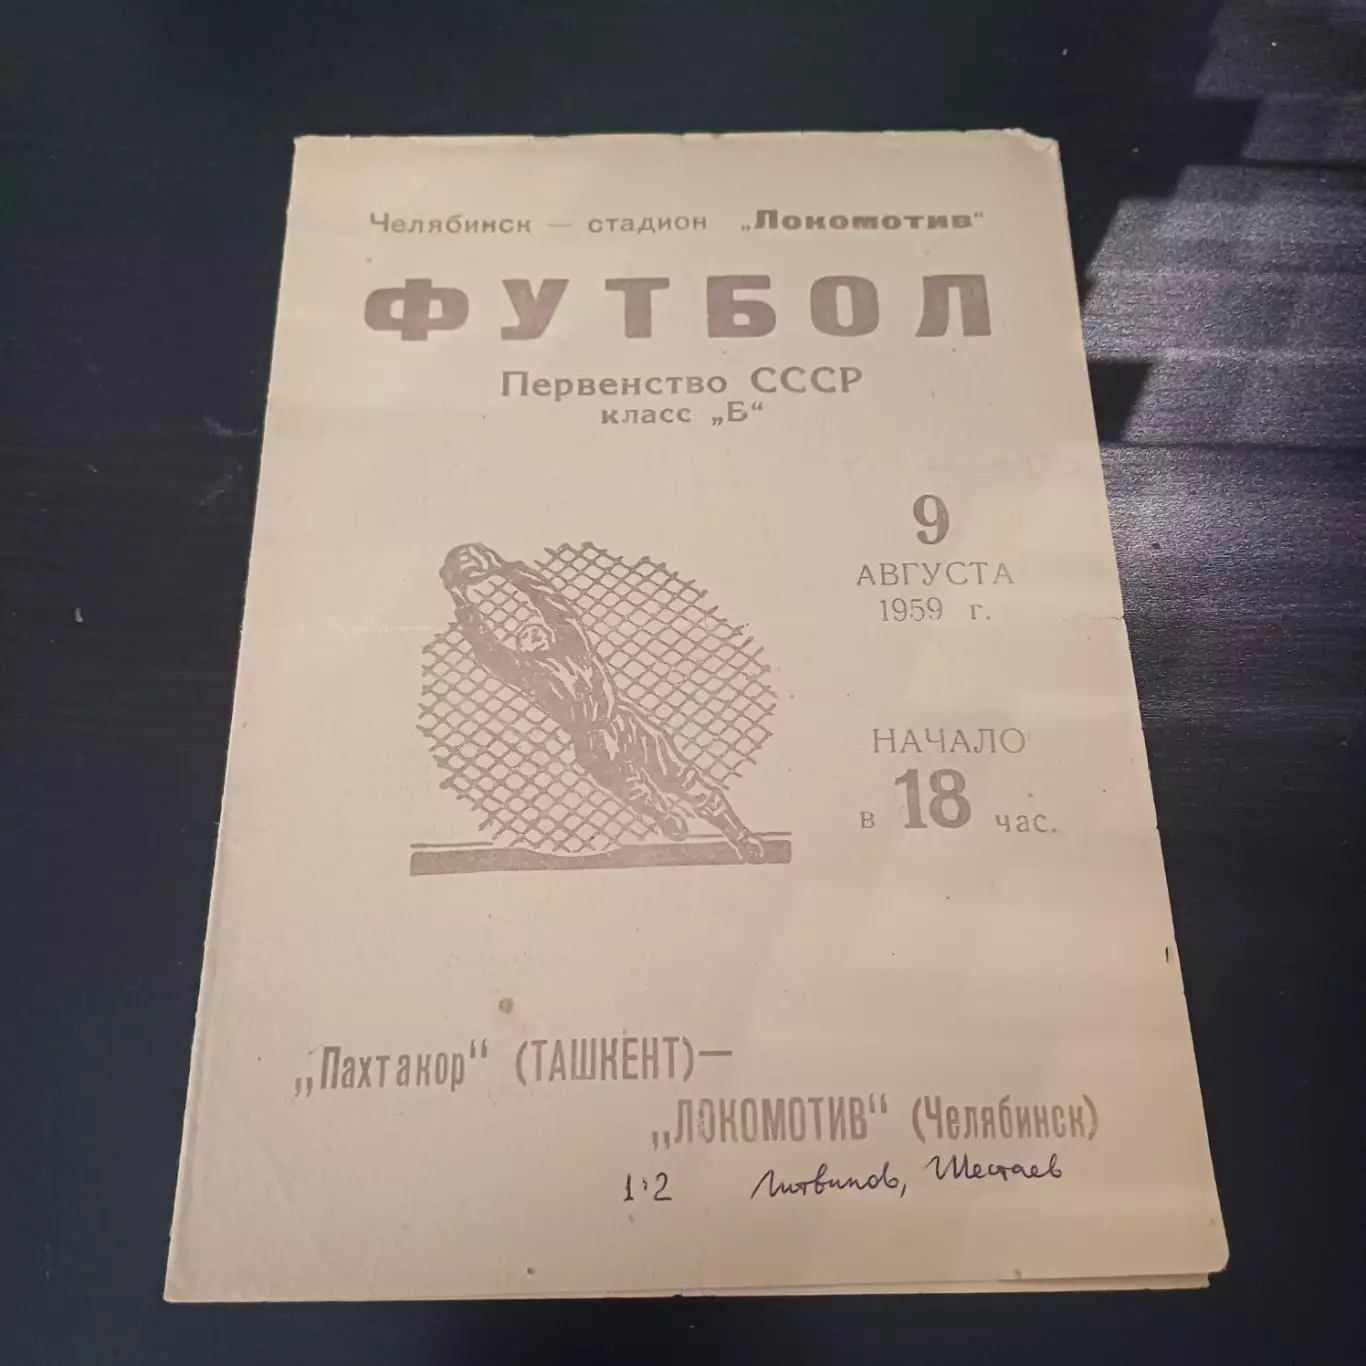 Челябинск — стадион „Локомотив“
ФУТБОЛ
Первенство СССР
класс „Б“
9
АВГУСТА
1959 г.
НАЧАЛО
в 18 час.
„Пахтакор“ (ТАШКЕНТ)—
„ЛОКОМОТИВ“ (Челябинск)
1:2 Литвинов, Шестаев